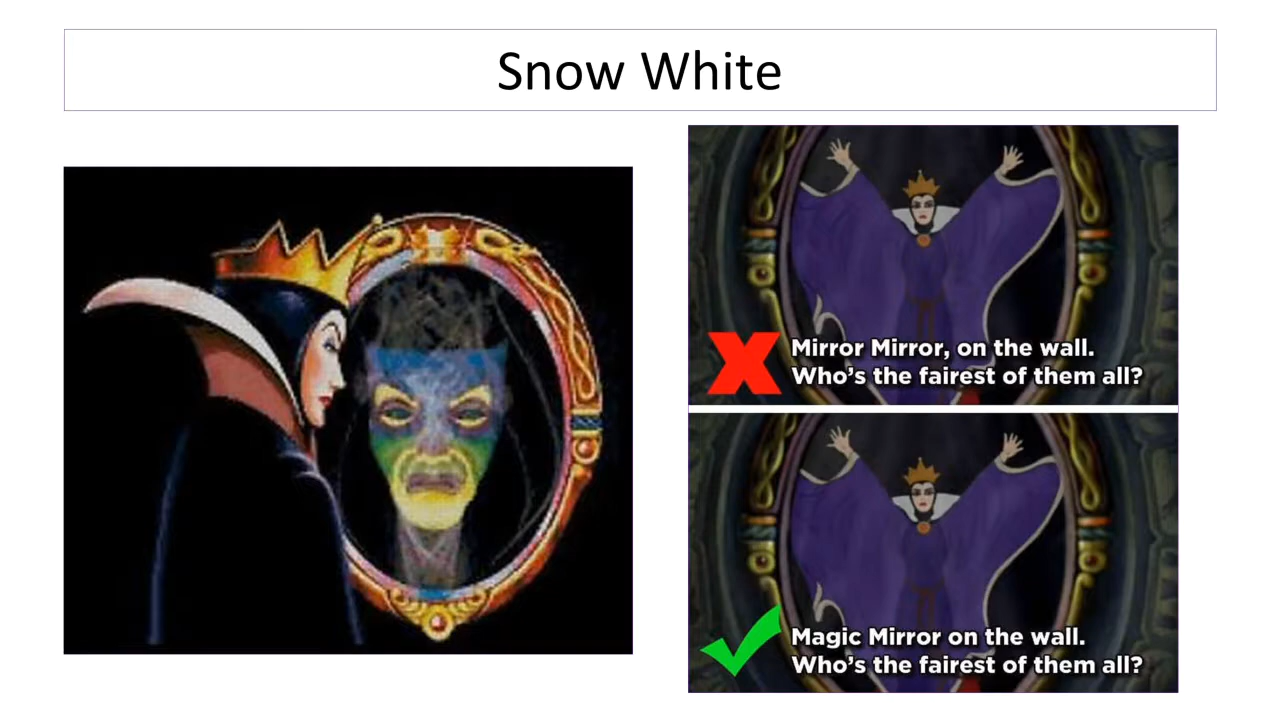 Snow White
Mirror Mirror, on the wall.
Who's the fairest of them all?
Magic Mirror on the wall.
Who's the fairest of them all?